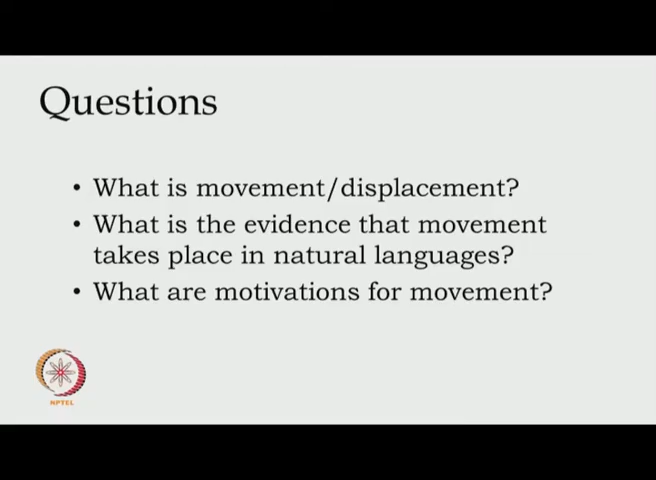 Questions
• What is movement/displacement?
• What is the evidence that movement
takes place in natural languages?
• What are motivations for movement?
NPTEL